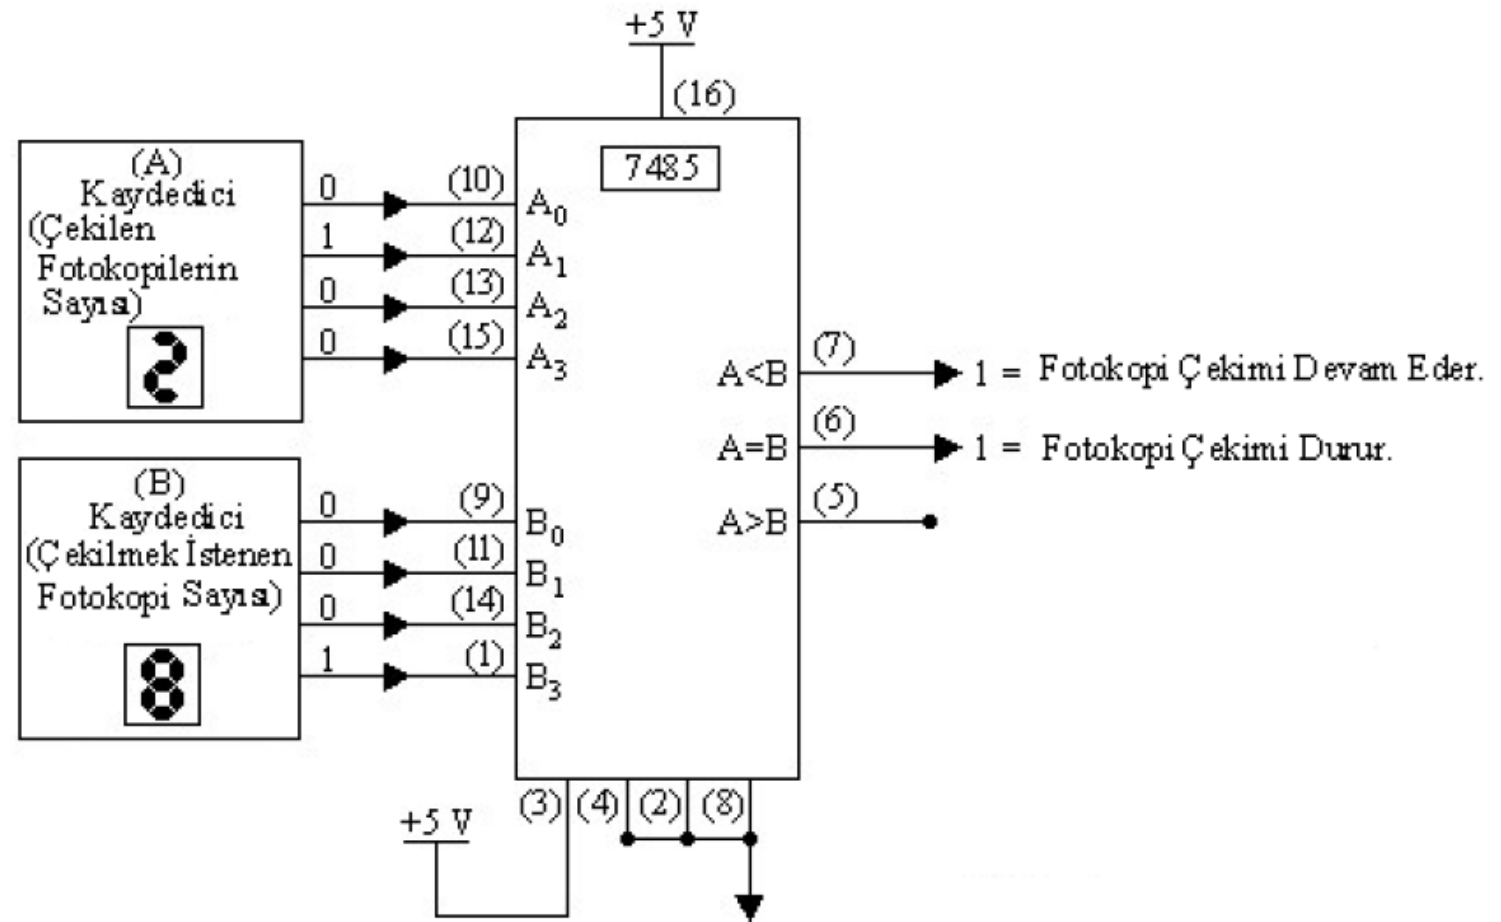 +5 V
(16)
7485
(A)
Kaydedici
(Çekilen
Fotokopilerin
Sayısı)
2
0
1
0
0
(10)
(12)
(13)
(15)
A0
A1
A2
A3
(B)
Kaydedici
(Çekilmek İstenen
Fotokopi Sayısı)
8
0
0
0
1
(9)
(11)
(14)
(1)
B0
B1
B2
B3
A<B (7) 1 = Fotokopi Çekimi Devam Eder.
A=B (6) 1 = Fotokopi Çekimi Durur.
A>B (5)
(3) (4) (2) (8)
+5 V